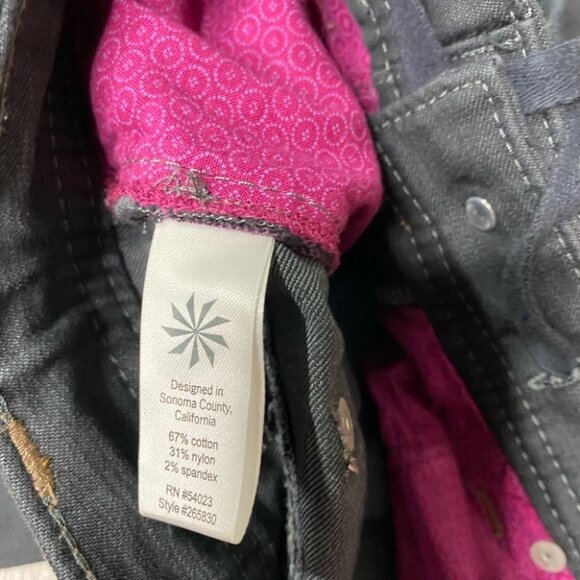 Designed in
Sonoma County,
California
67% cotton
31% nylon
2% spandex
RN #54023
Style #265830